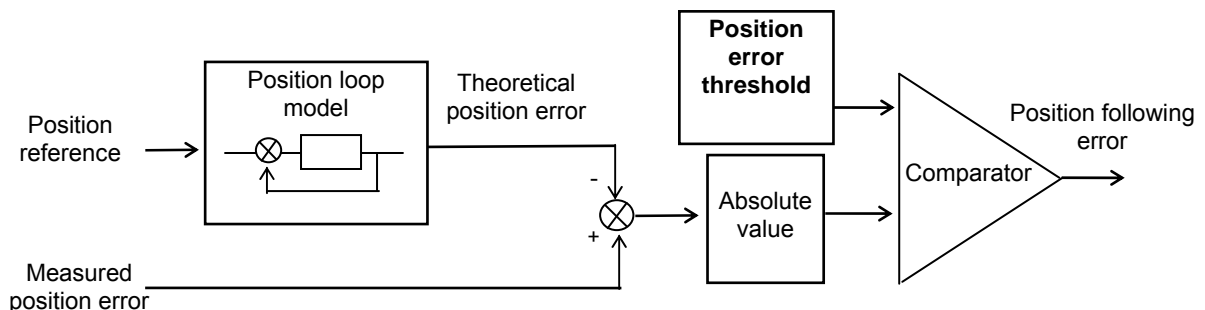 Position
reference
Position loop
model
Theoretical
position error
-
+
Measured
position error
Position
error
threshold
Absolute
value
Comparator
Position following
error